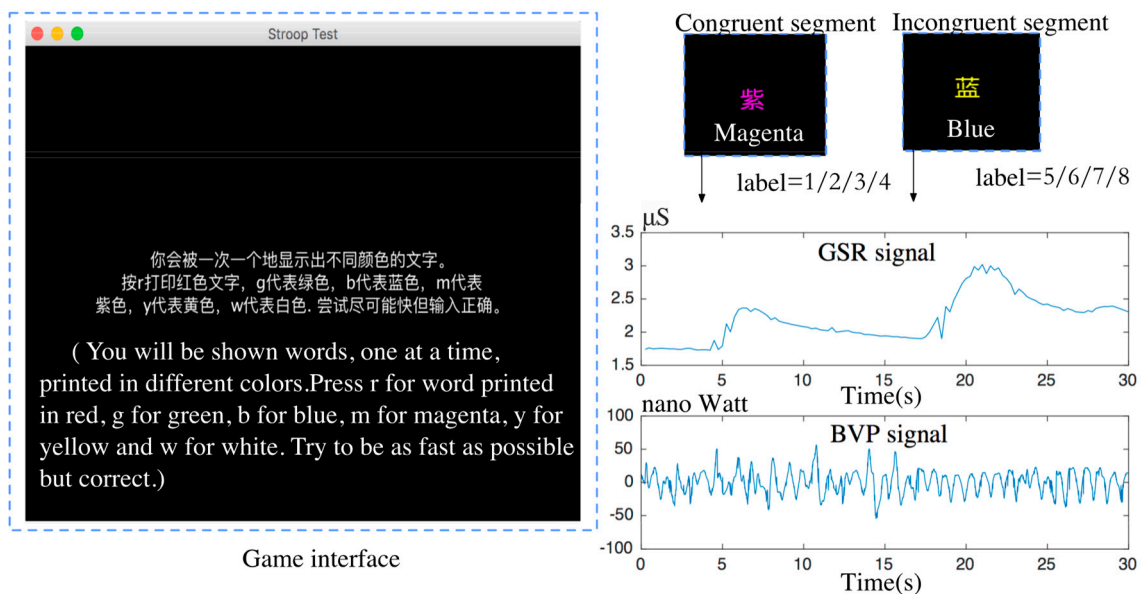 Stroop Test
你会被一次一个地显示出不同颜色的文字。
按r打印红色文字，g代表绿色，b代表蓝色，m代表
紫色，y代表黄色，w代表白色. 尝试尽可能快但输入正确。
( You will be shown words, one at a time,
printed in different colors.Press r for word printed
in red, g for green, b for blue, m for magenta, y for
yellow and w for white. Try to be as fast as possible
but correct.)
Game interface
Congruent segment
紫
Magenta
label=1/2/3/4
Incongruent segment
蓝
Blue
label=5/6/7/8
μS
GSR signal
3.5
3
2.5
2
1.5
0 5 10 15 20 25 30
Time(s)
nano Watt
BVP signal
100
50
0
-50
-100
0 5 10 15 20 25 30
Time(s)